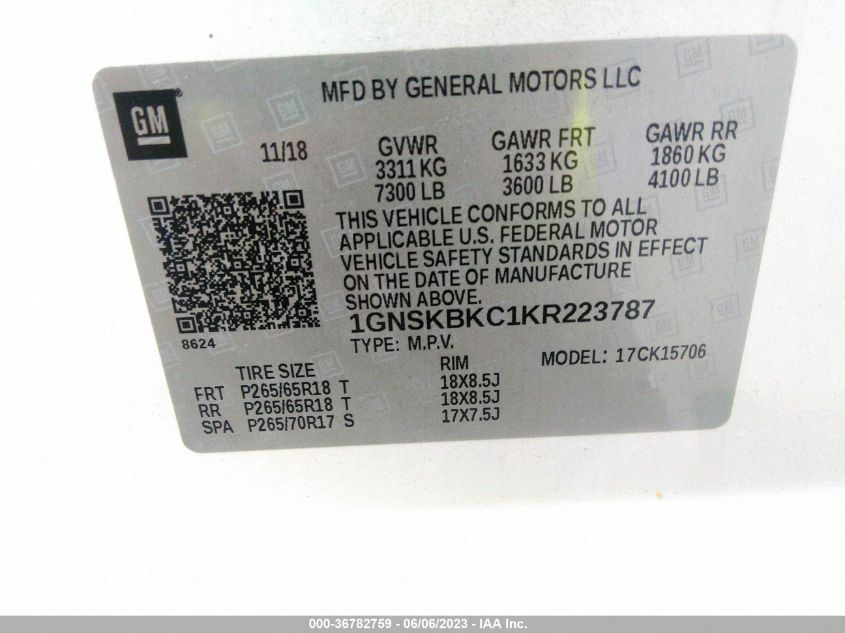 MFD BY GENERAL MOTORS LLC
GM®
11/18
GVWR
3311 KG
7300 LB
GAWR FRT
1633 KG
3600 LB
GAWR RR
1860 KG
4100 LB
THIS VEHICLE CONFORMS TO ALL
APPLICABLE U.S. FEDERAL MOTOR
VEHICLE SAFETY STANDARDS IN EFFECT
ON THE DATE OF MANUFACTURE
SHOWN ABOVE.
8624
1GNSKBKC1KR223787
TYPE: M.P.V.
MODEL: 17CK15706
TIRE SIZE RIM
FRT P265/65R18 T 18X8.5J
RR P265/65R18 T 18X8.5J
SPA P265/70R17 S 17X7.5J
000-36782759 - 06/06/2023 - IAA Inc.